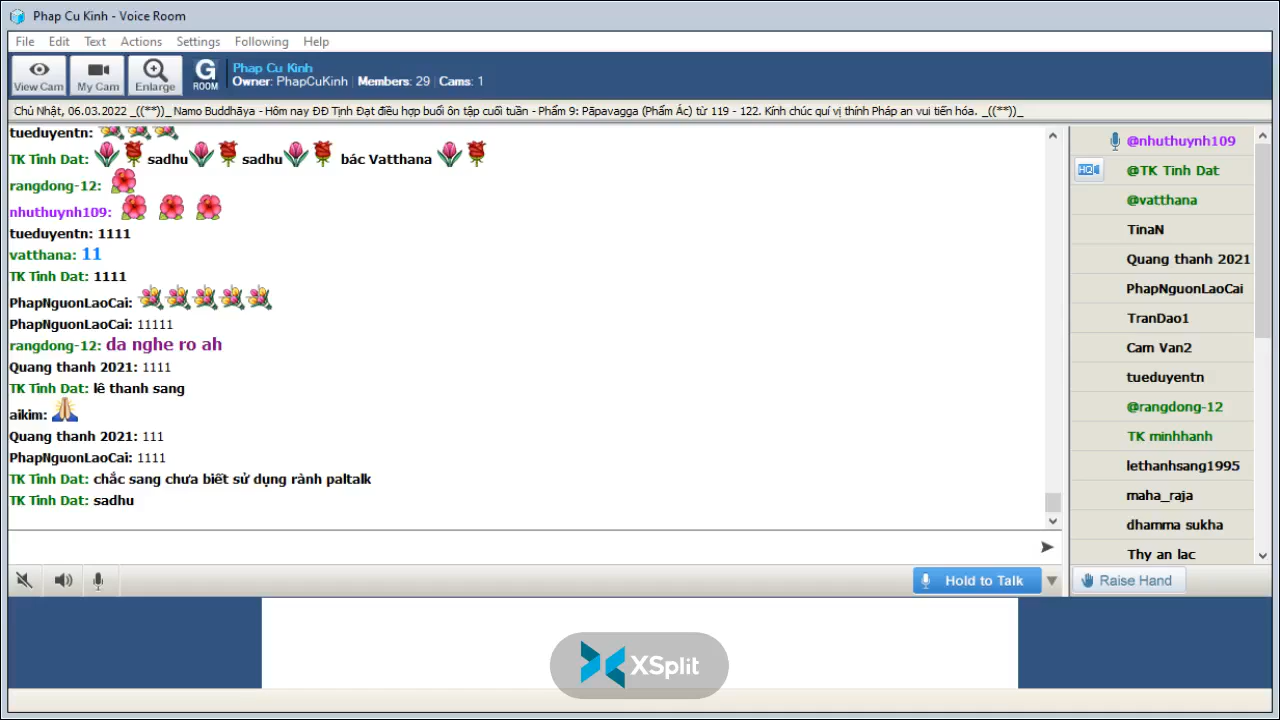 Phap Cu Kinh - Voice Room
File Edit Text Actions Settings Following Help
View Cam
My Cam
Enlarge
G
ROOM
Phap Cu Kinh
Owner: PhapCuKinh | Members: 29 | Cams: 1
Chủ Nhật, 06.03.2022 _((**))_ Namo Buddhāya - Hôm nay ĐĐ Tịnh Đạt điều hợp buổi ôn tập cuối tuần - Phẩm 9: Pāpavagga (Phẩm Ác) từ 119 - 122. Kính chúc quí vị thính Pháp an vui tiến hóa. _((**))_
tueduyentn:
TK Tinh Dat: sadhu sadhu bác Vatthana
rangdong-12:
nhuthuynh109:
tueduyentn: 1111
vatthana: 11
TK Tinh Dat: 1111
PhapNguonLaoCai:
PhapNguonLaoCai: 11111
rangdong-12: da nghe ro ah
Quang thanh 2021: 1111
TK Tinh Dat: lê thanh sang
aikim:
Quang thanh 2021: 111
PhapNguonLaoCai: 1111
TK Tinh Dat: chắc sang chưa biết sử dụng rành paltalk
TK Tinh Dat: sadhu
@nhuthuynh109
HQ
@TK Tinh Dat
@vatthana
TinaN
Quang thanh 2021
PhapNguonLaoCai
TranDao1
Cam Van2
tueduyentn
@rangdong-12
TK minhhanh
lethanhsang1995
maha_raja
dhamma sukha
Thy an lac
Hold to Talk
Raise Hand
XSplit